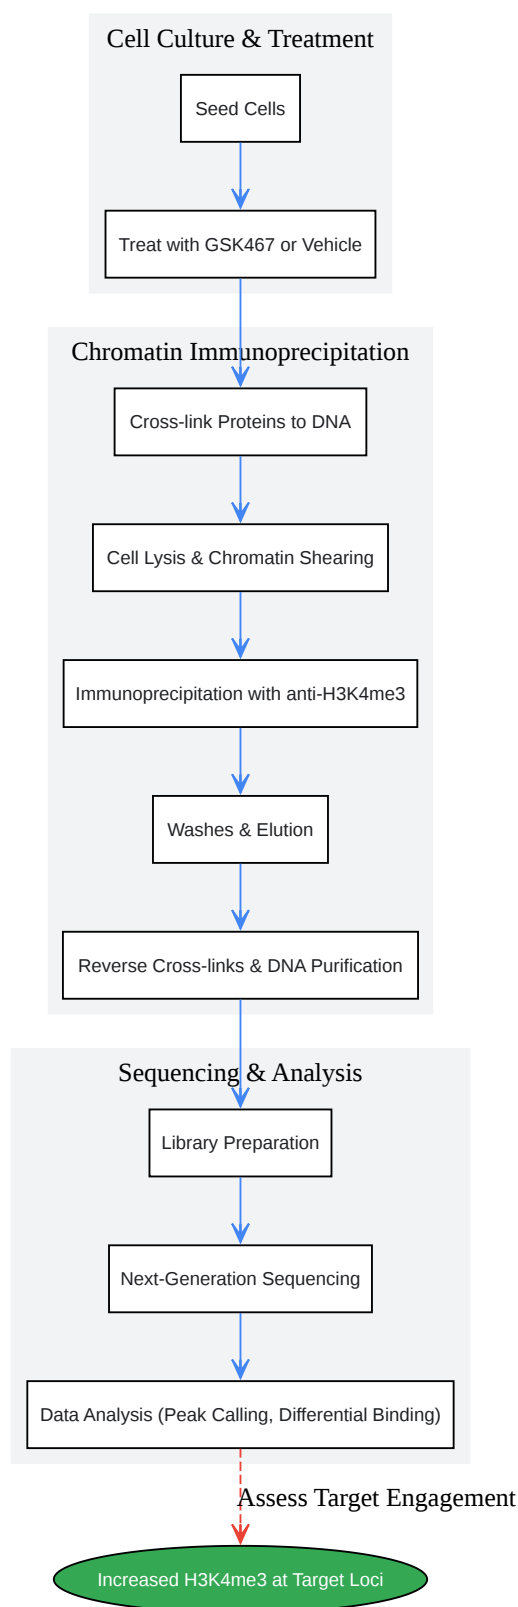 Cell Culture & Treatment
Seed Cells
Treat with GSK467 or Vehicle
Chromatin Immunoprecipitation
Cross-link Proteins to DNA
Cell Lysis & Chromatin Shearing
Immunoprecipitation with anti-H3K4me3
Washes & Elution
Reverse Cross-links & DNA Purification
Sequencing & Analysis
Library Preparation
Next-Generation Sequencing
Data Analysis (Peak Calling, Differential Binding)
Assess Target Engagement
Increased H3K4me3 at Target Loci